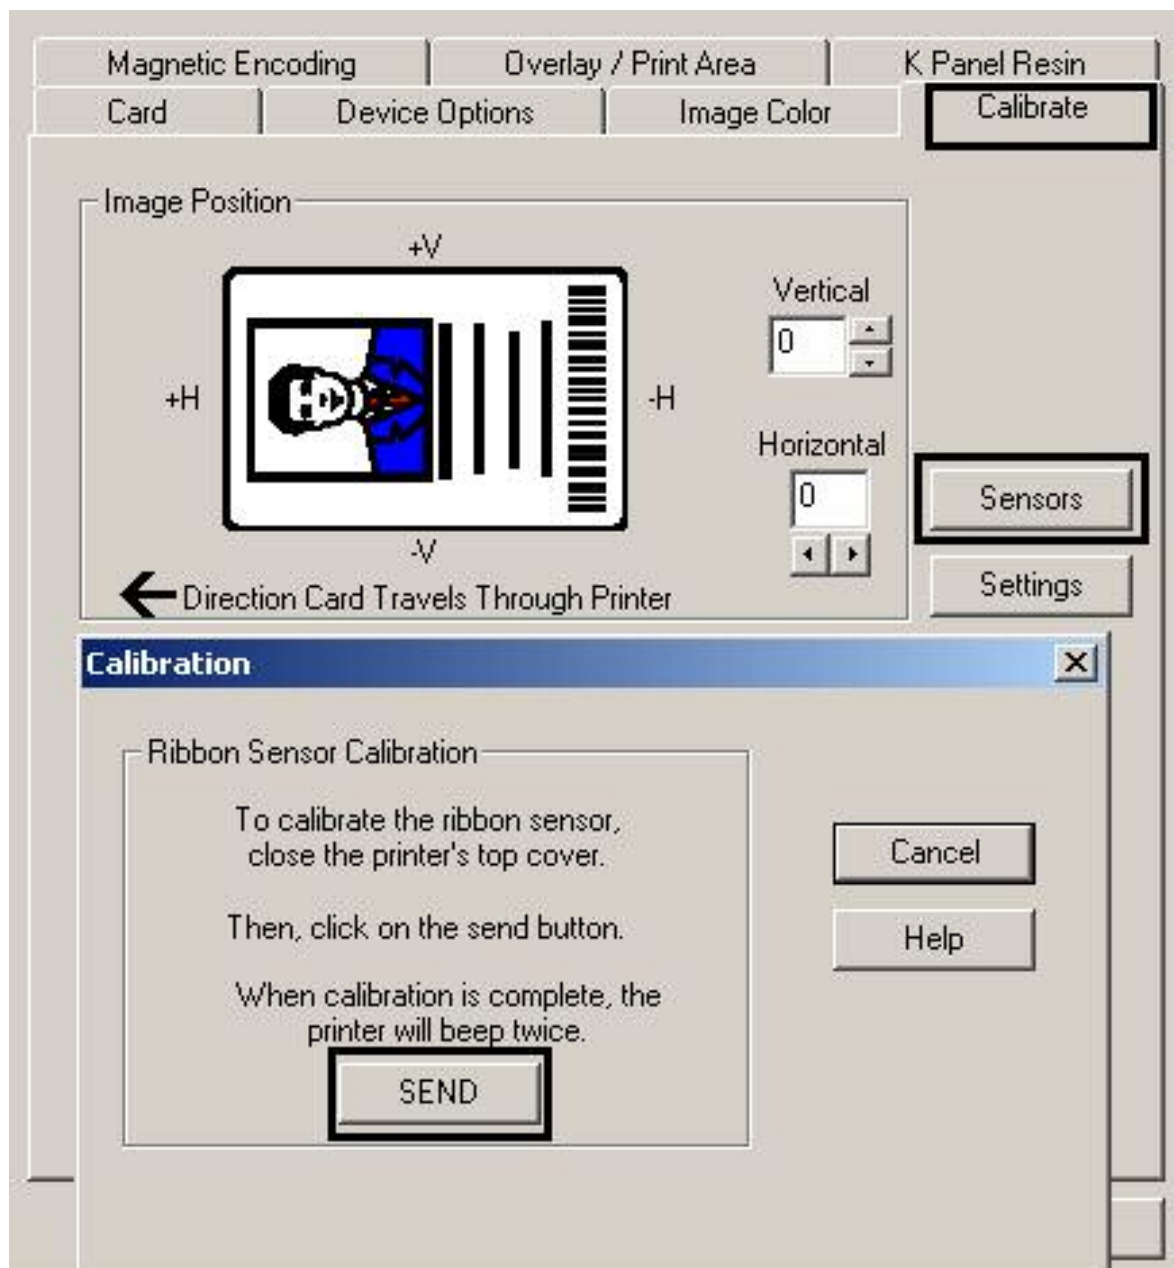 Magnetic Encoding
Overlay / Print Area
K Panel Resin
Card
Device Options
Image Color
Calibrate
Image Position
+V
+H
-H
-V
Direction Card Travels Through Printer
Vertical
0
Horizontal
0
Sensors
Settings
Calibration
Ribbon Sensor Calibration
To calibrate the ribbon sensor,
close the printer's top cover.
Then, click on the send button.
When calibration is complete, the
printer will beep twice.
SEND
Cancel
Help